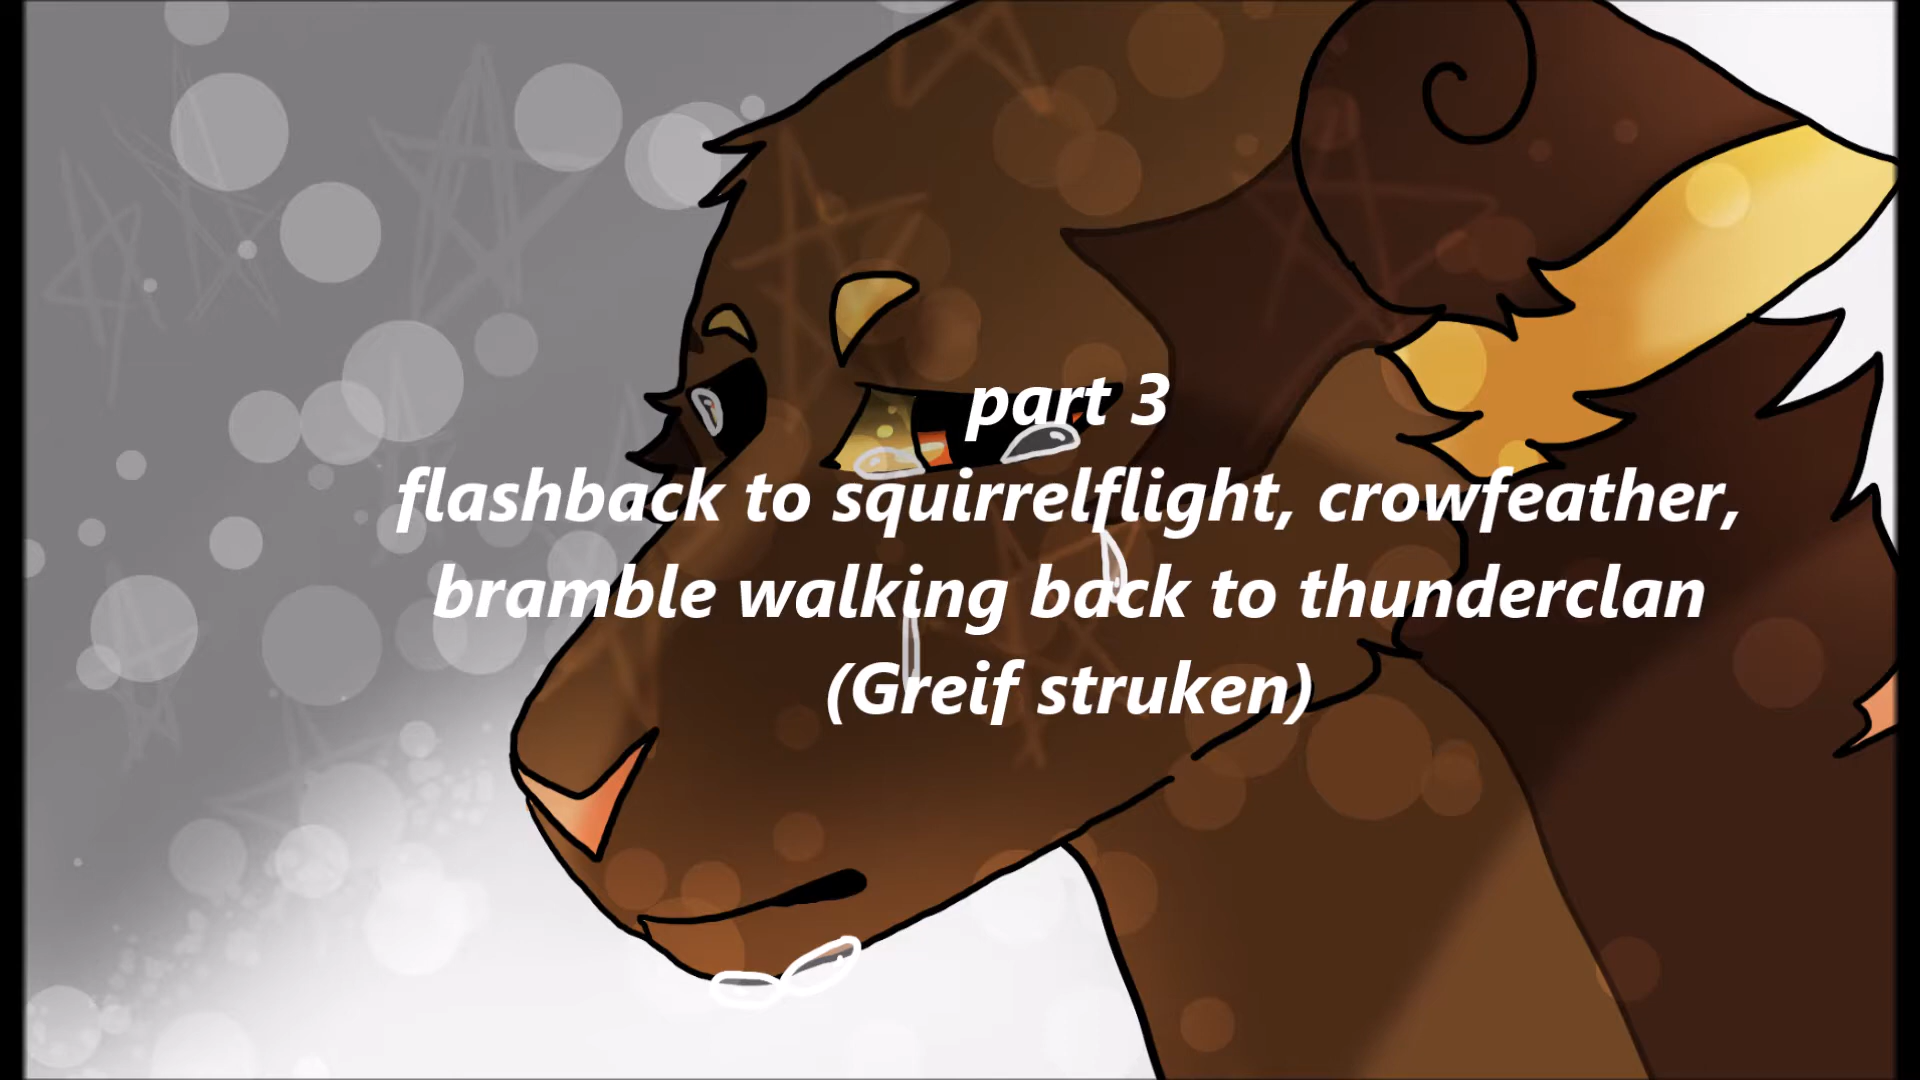 part 3
flashback to squirrelflight, crowfeather,
bramble walking back to thunderclan
(Greif struken)